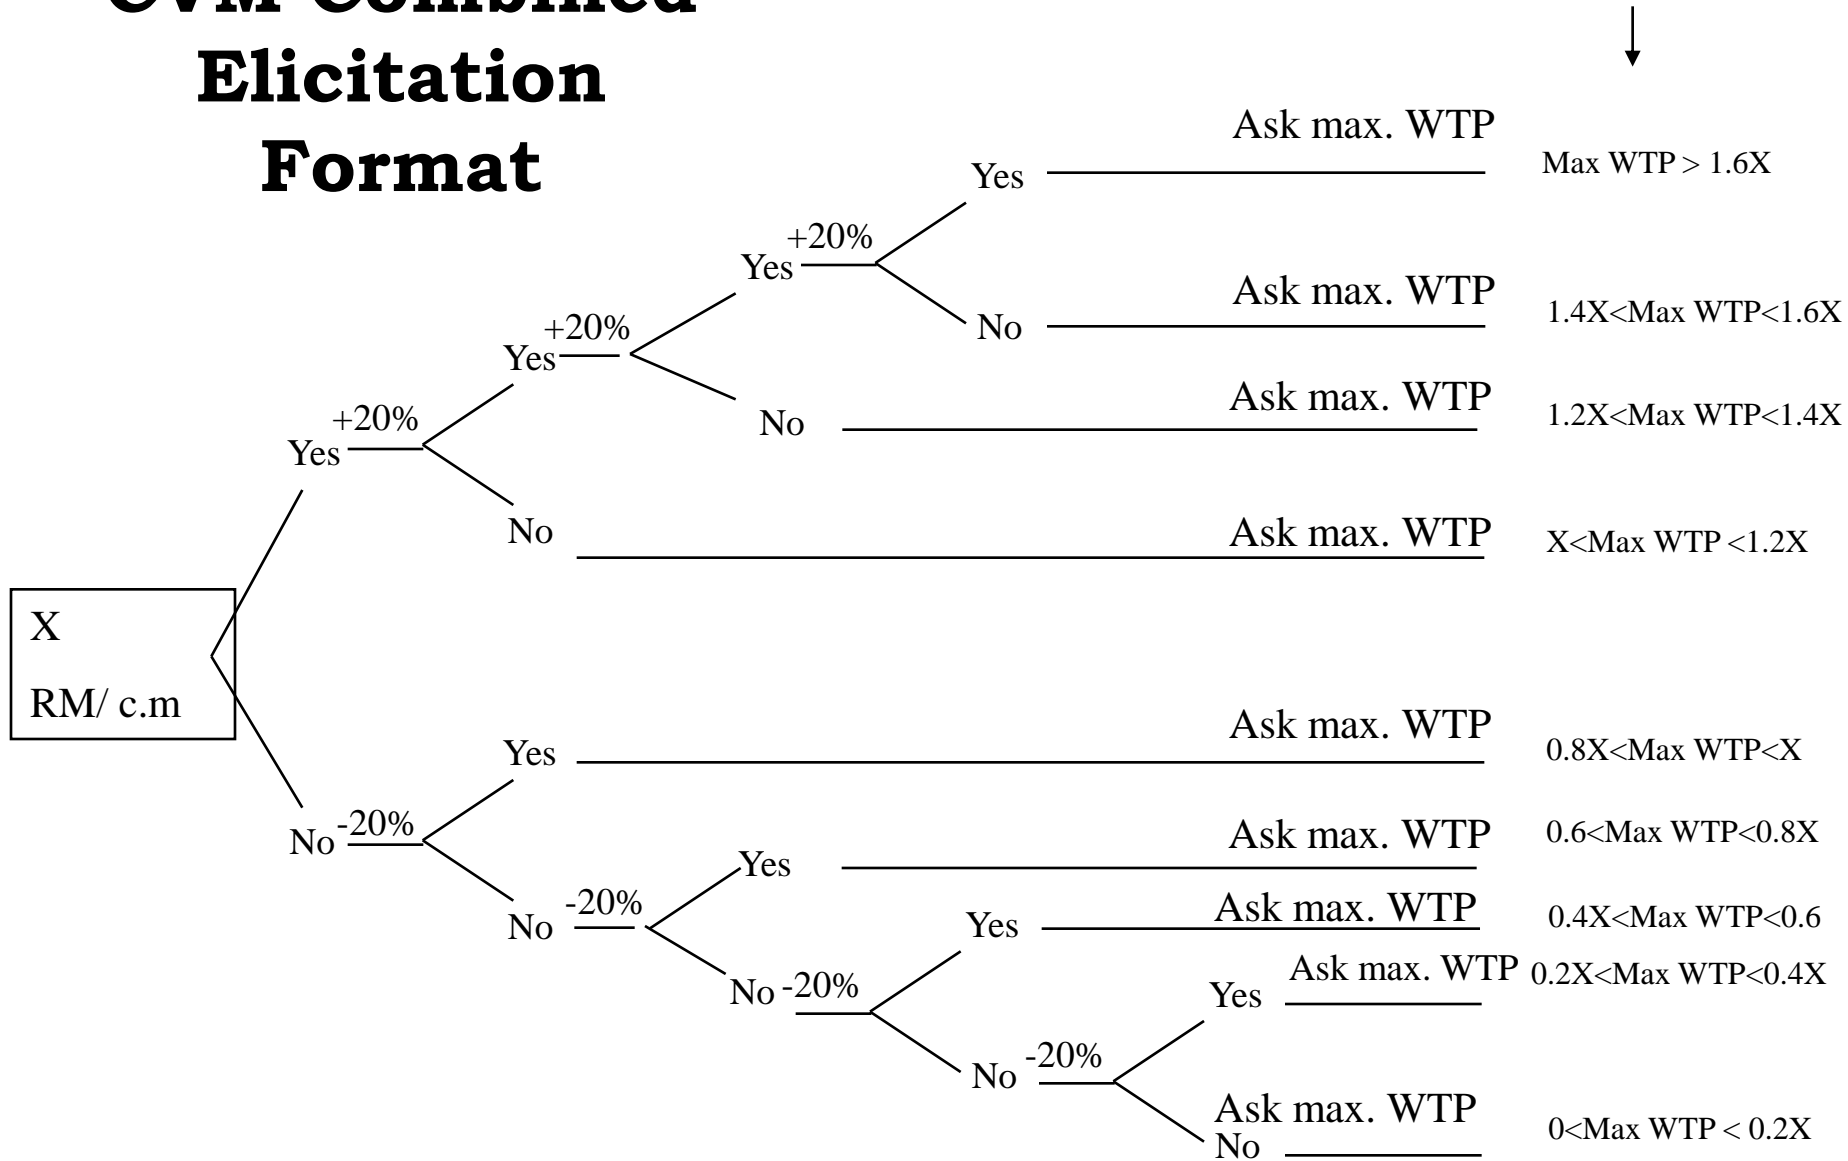 CVM Combined
Elicitation
Format
Ask max. WTP
Max WTP > 1.6X
Yes
+20%
Yes
Ask max. WTP
1.4X<Max WTP<1.6X
No
+20%
Yes
Ask max. WTP
1.2X<Max WTP<1.4X
No
+20%
Yes
No
Ask max. WTP
X<Max WTP <1.2X
X
RM/ c.m
Yes
Ask max. WTP
0.8X<Max WTP<X
No
-20%
Yes
Ask max. WTP
0.6<Max WTP<0.8X
No
-20%
Yes
Ask max. WTP
0.4X<Max WTP<0.6
No
-20%
Yes
Ask max. WTP
0.2X<Max WTP<0.4X
No
-20%
Ask max. WTP
No
0<Max WTP < 0.2X